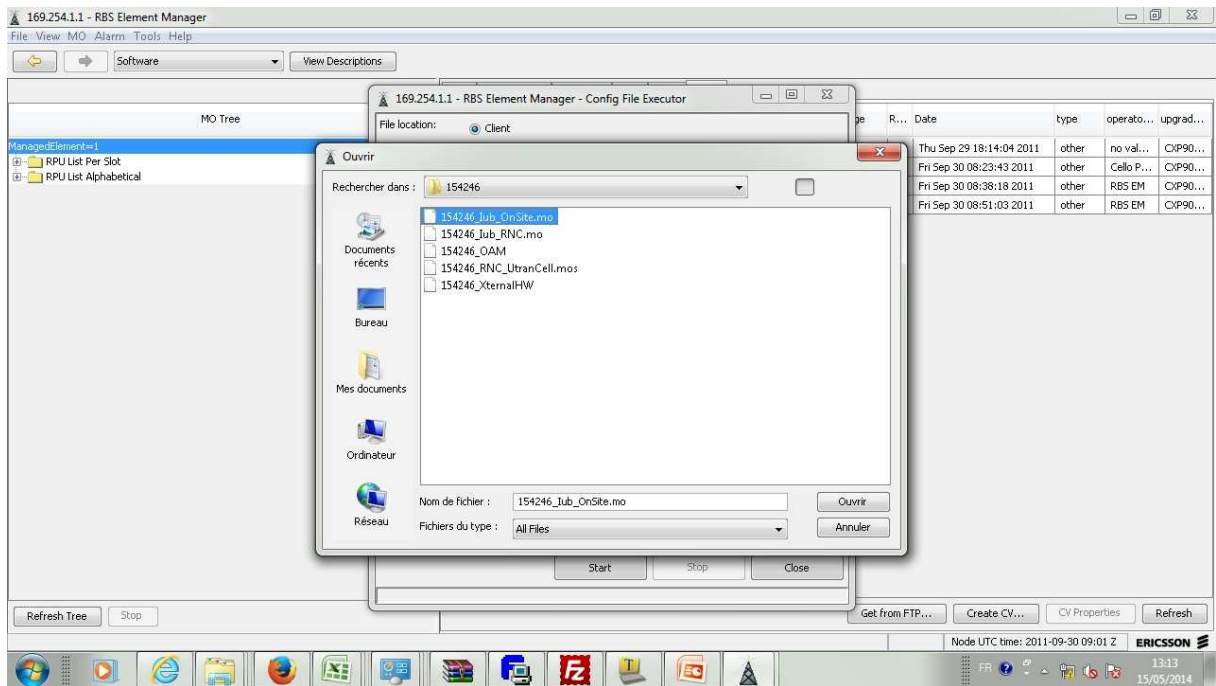 169.254.1.1 - RBS Element Manager
File View MO Alarm Tools Help
Software
View Descriptions
MO Tree
ManagedElement=1
RPU List Per Slot
RPU List Alphabetical
169.254.1.1 - RBS Element Manager - Config File Executor
File location:
Client
Ouvrir
Rechercher dans :
154246
Documents récents
Bureau
Mes documents
Ordinateur
Réseau
154246_Iub_OnSite.mo
154246_Iub_RNC.mo
154246_OAM
154246_RNC_UtranCell.mos
154246_XternalHW
Nom de fichier :
154246_Iub_OnSite.mo
Ouvrir
Fichiers du type :
All Files
Annuler
Start
Stop
Close
R... Date type operato... upgrad...
Thu Sep 29 18:14:04 2011 other no val... CXP90...
Fri Sep 30 08:23:43 2011 other Cello P... CXP90...
Fri Sep 30 08:38:18 2011 other RBS EM CXP90...
Fri Sep 30 08:51:03 2011 other RBS EM CXP90...
Refresh Tree
Stop
Get from FTP...
Create CV...
CV Properties
Refresh
Node UTC time: 2011-09-30 09:01 Z
ERICSSON
FR
13:13
15/05/2014